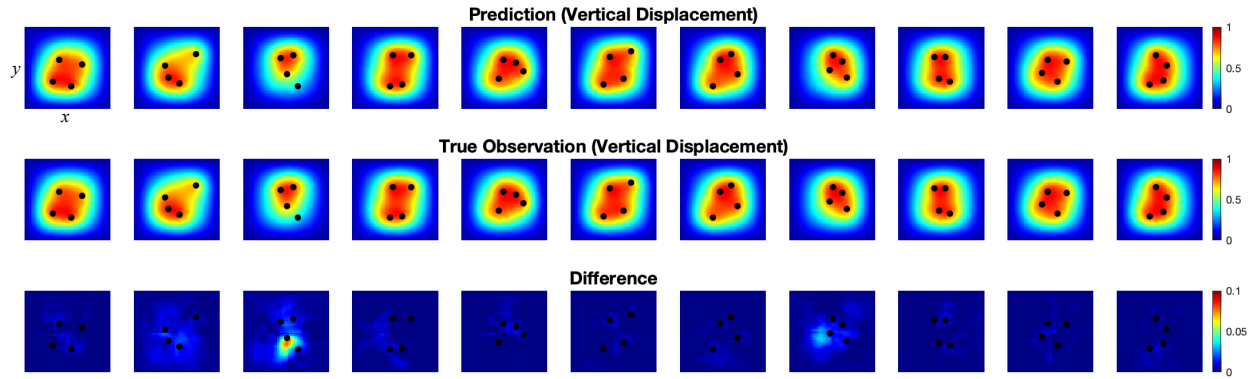 Prediction (Vertical Displacement)
y
x
1
0.5
0
True Observation (Vertical Displacement)
1
0.5
0
Difference
0.1
0.05
0